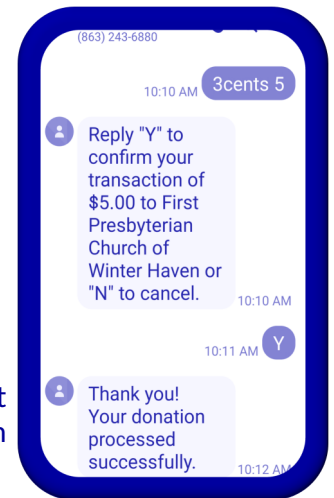 (863) 243-6880
10:10 AM 3cents 5
Reply "Y" to
confirm your
transaction of
$5.00 to First
Presbyterian
Church of
Winter Haven or
"N" to cancel.
10:10 AM
10:11 AM Y
Thank you!
Your donation
processed
successfully.
10:12 AM